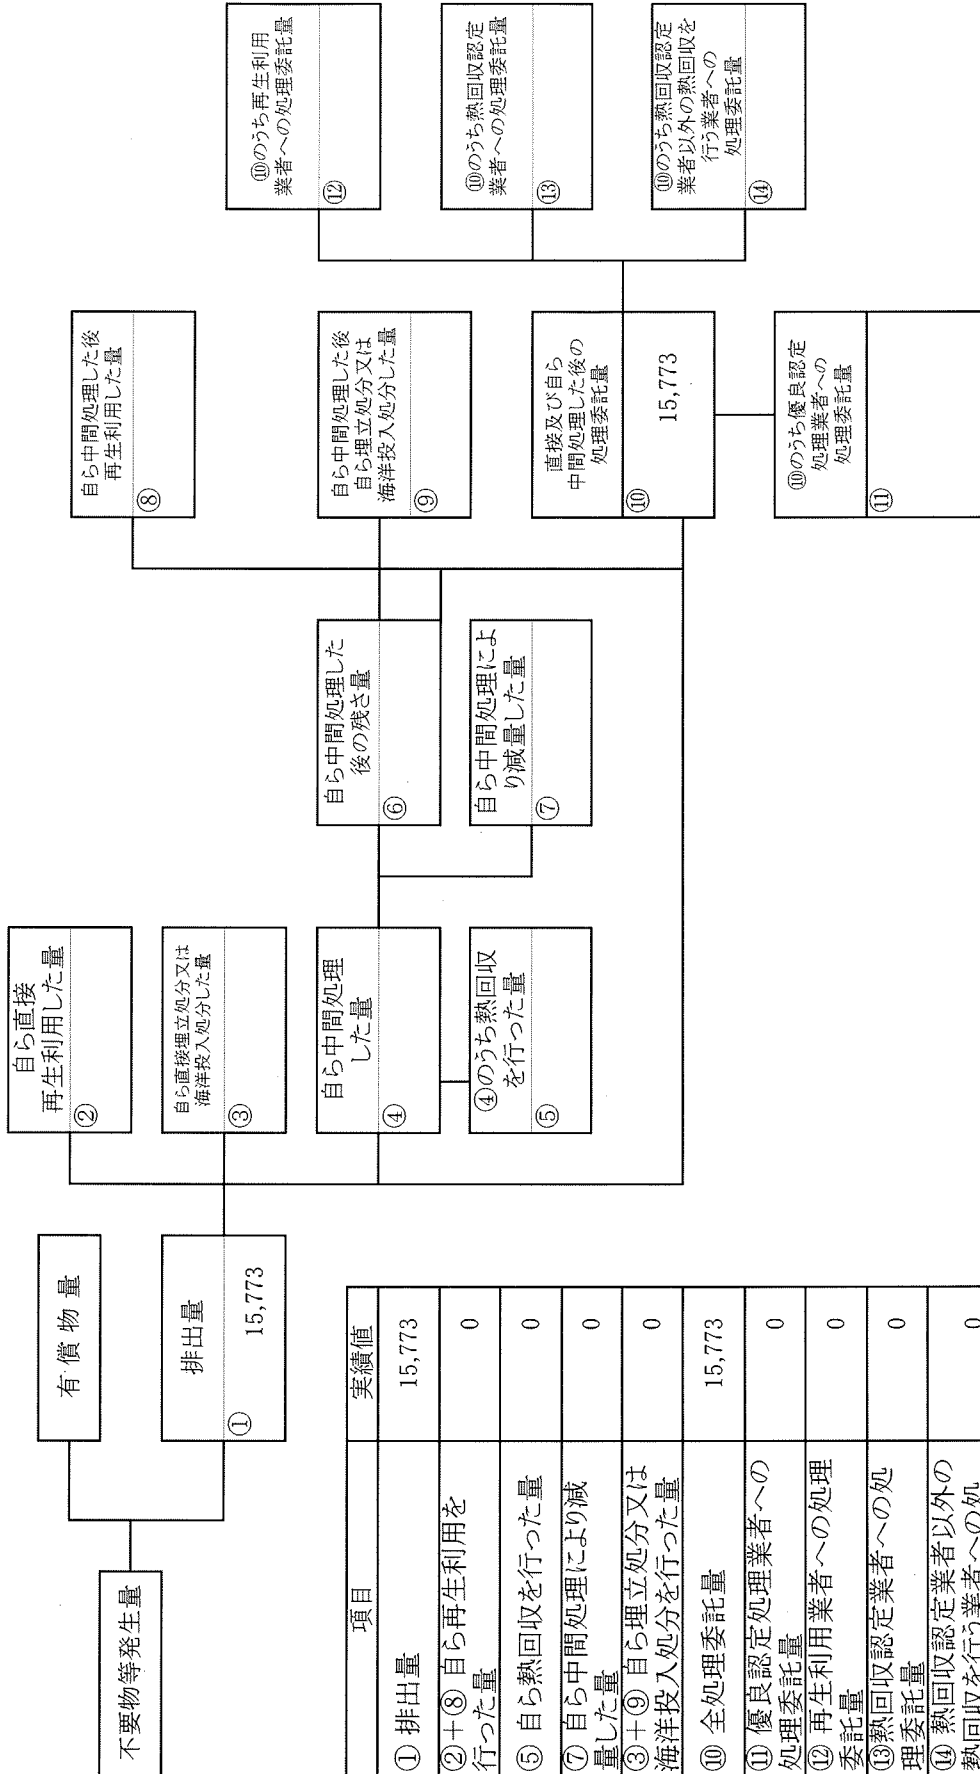 不要物等発生量
有償物量
排出量
①
15,773
自ら直接
再生利用した量
②
自ら直接埋立処分又は
海洋投入処分した量
③
自ら中間処理
した量
④
④のうち熱回収
を行った量
⑤
自ら中間処理した
後の残さ量
⑥
自ら中間処理によ
り減量した量
⑦
自ら中間処理した後
再生利用した量
⑧
自ら中間処理した後
自ら埋立処分又は
海洋投入処分した量
⑨
直接及び自ら
中間処理した後の
処理委託量
⑩
15,773
⑩のうち優良認定
処理業者への
処理委託量
⑪
⑩のうち再生利用
業者への処理委託量
⑫
⑩のうち熱回収認定
業者への処理委託量
⑬
⑩のうち熱回収認定
業者以外の熱回収を
行う業者への
処理委託量
⑭
項目 実績値
① 排出量 15,773
②+⑧ 自ら再生利用を
行った量 0
⑤ 自ら熱回収を行った量 0
⑦ 自ら中間処理により減
量した量 0
③+⑨ 自ら埋立処分又は
海洋投入処分を行った量 0
⑩ 全処理委託量 15,773
⑪ 優良認定処理業者への
処理委託量 0
⑫ 再生利用業者への処理
委託量 0
⑬熱回収認定業者への処
理委託量 0
⑭ 熱回収認定業者以外の
熱回収を行う業者への処 0